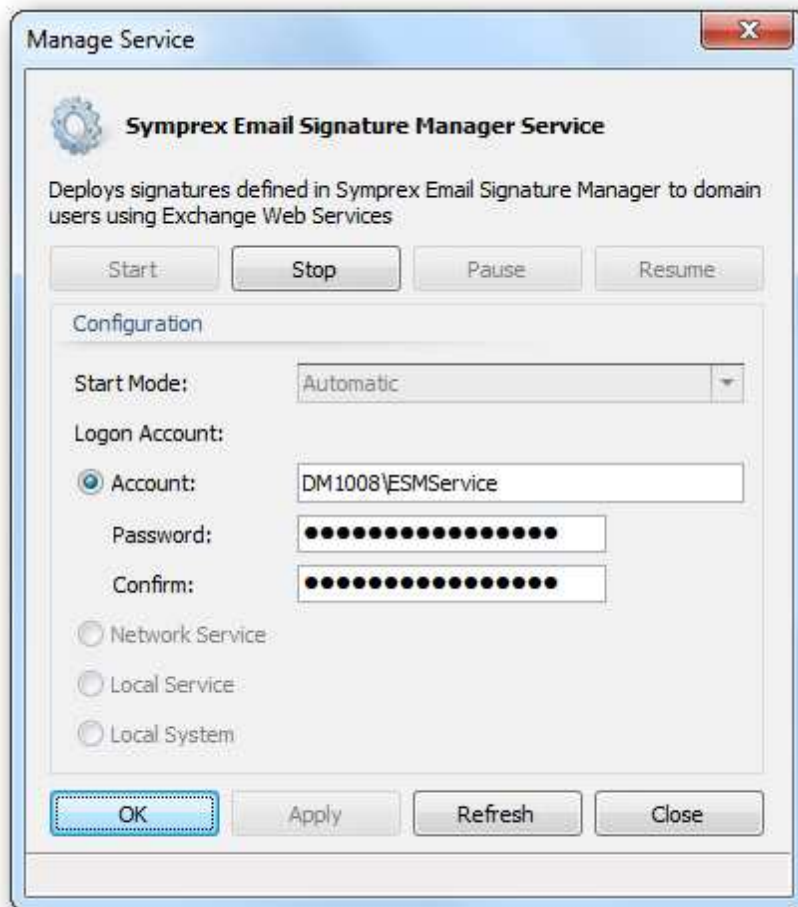 Manage Service
Symprex Email Signature Manager Service
Deploys signatures defined in Symprex Email Signature Manager to domain
users using Exchange Web Services
Start Stop Pause Resume
Configuration
Start Mode: Automatic
Logon Account:
Account: DM1008\ESMService
Password: ●●●●●●●●●●●●●●●●
Confirm: ●●●●●●●●●●●●●●●●
Network Service
Local Service
Local System
OK Apply Refresh Close